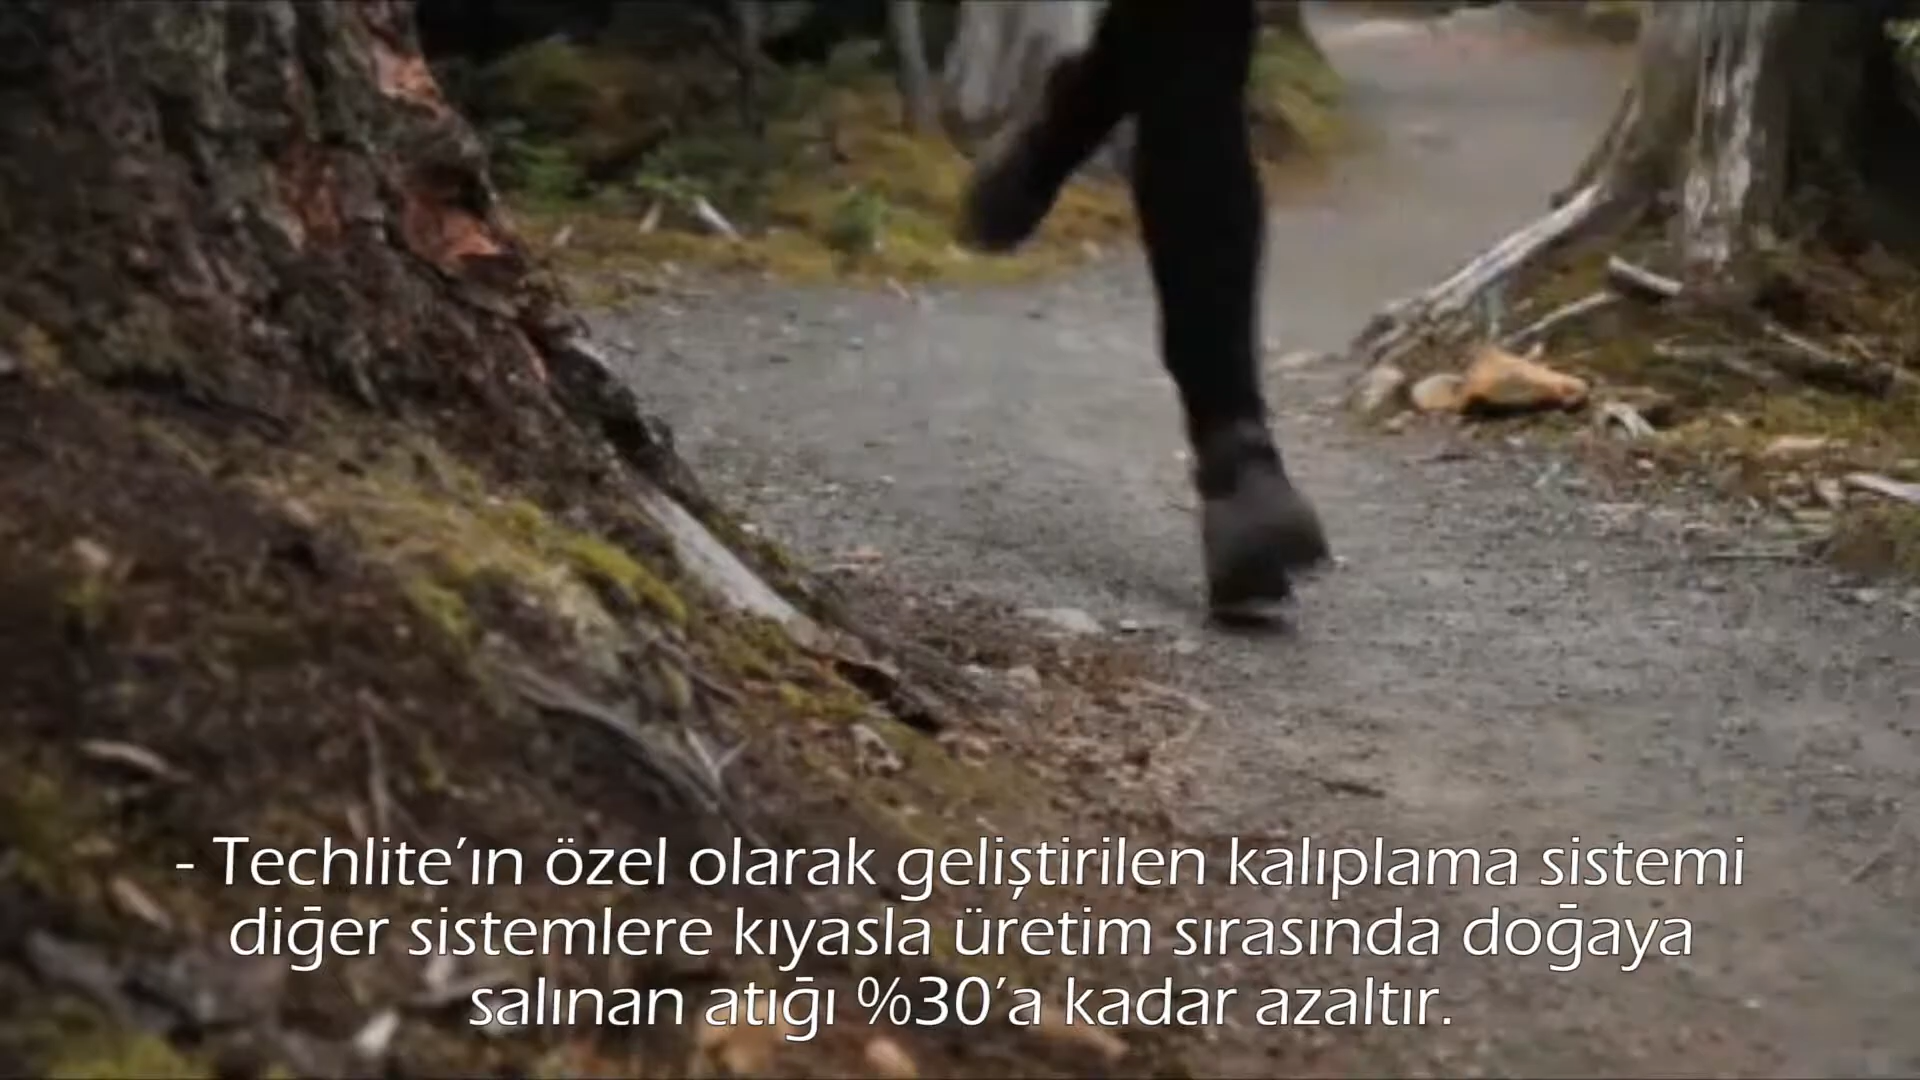 - Techlite’ın özel olarak geliştirilen kalıplama sistemi
diğer sistemlere kıyasla üretim sırasında doğaya
salınan atığı %30’a kadar azaltır.